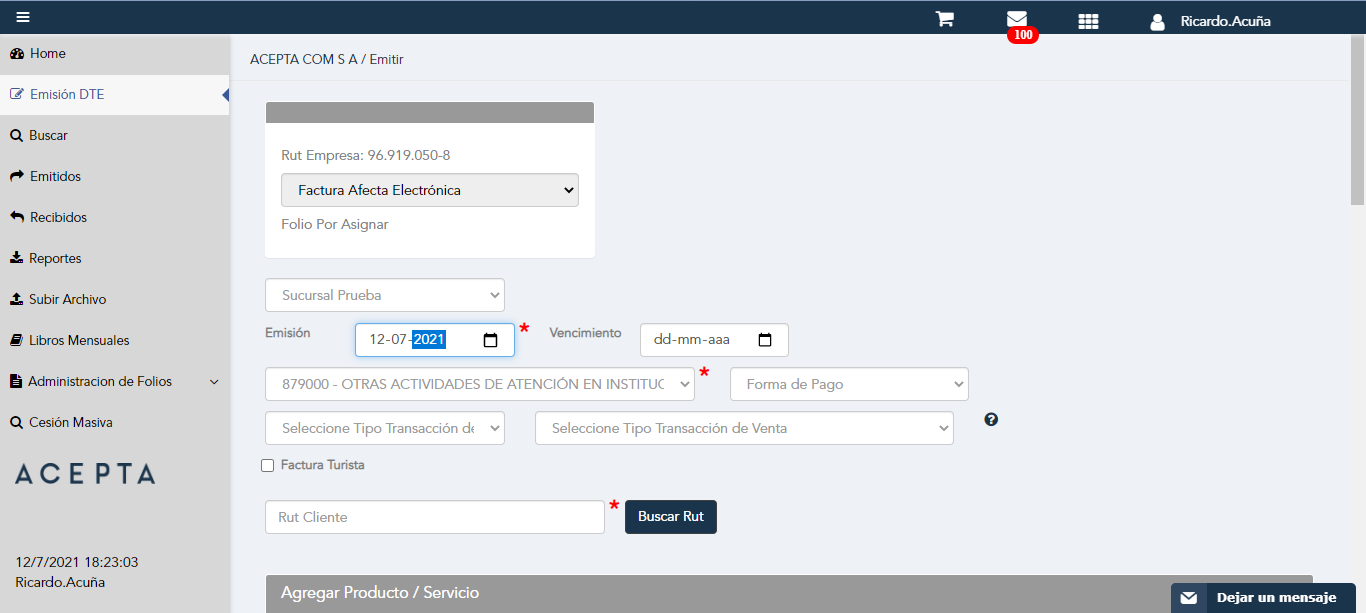 Ricardo.Acuña
100
Home
Emisión DTE
Buscar
Emitidos
Recibidos
Reportes
Subir Archivo
Libros Mensuales
Administracion de Folios
Cesión Masiva
ACEPTA
12/7/2021 18:23:03
Ricardo.Acuña
ACEPTA COM S A / Emitir
Rut Empresa: 96.919.050-8
Factura Afecta Electrónica
Folio Por Asignar
Sucursal Prueba
Emisión 12-07-2021 * Vencimiento dd-mm-aaa
879000 - OTRAS ACTIVIDADES DE ATENCIÓN EN INSTITUC * Forma de Pago
Seleccione Tipo Transacción de Seleccione Tipo Transacción de Venta ?
Factura Turista
Rut Cliente * Buscar Rut
Agregar Producto / Servicio
Dejar un mensaje